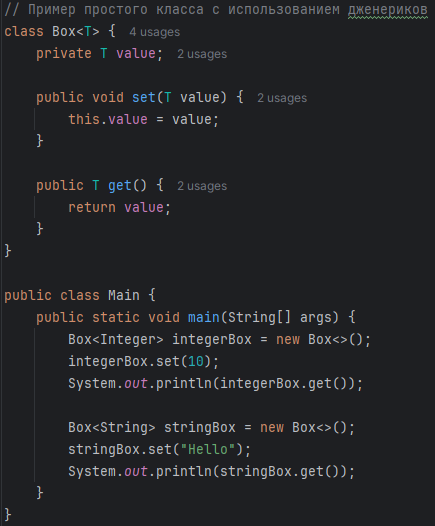 // Пример простого класса с использованием дженериков
class Box<T> {  4 usages
    private T value;  2 usages

    public void set(T value) {  2 usages
        this.value = value;
    }

    public T get() {  2 usages
        return value;
    }
}

public class Main {
    public static void main(String[] args) {
        Box<Integer> integerBox = new Box<>();
        integerBox.set(10);
        System.out.println(integerBox.get());

        Box<String> stringBox = new Box<>();
        stringBox.set("Hello");
        System.out.println(stringBox.get());
    }
}